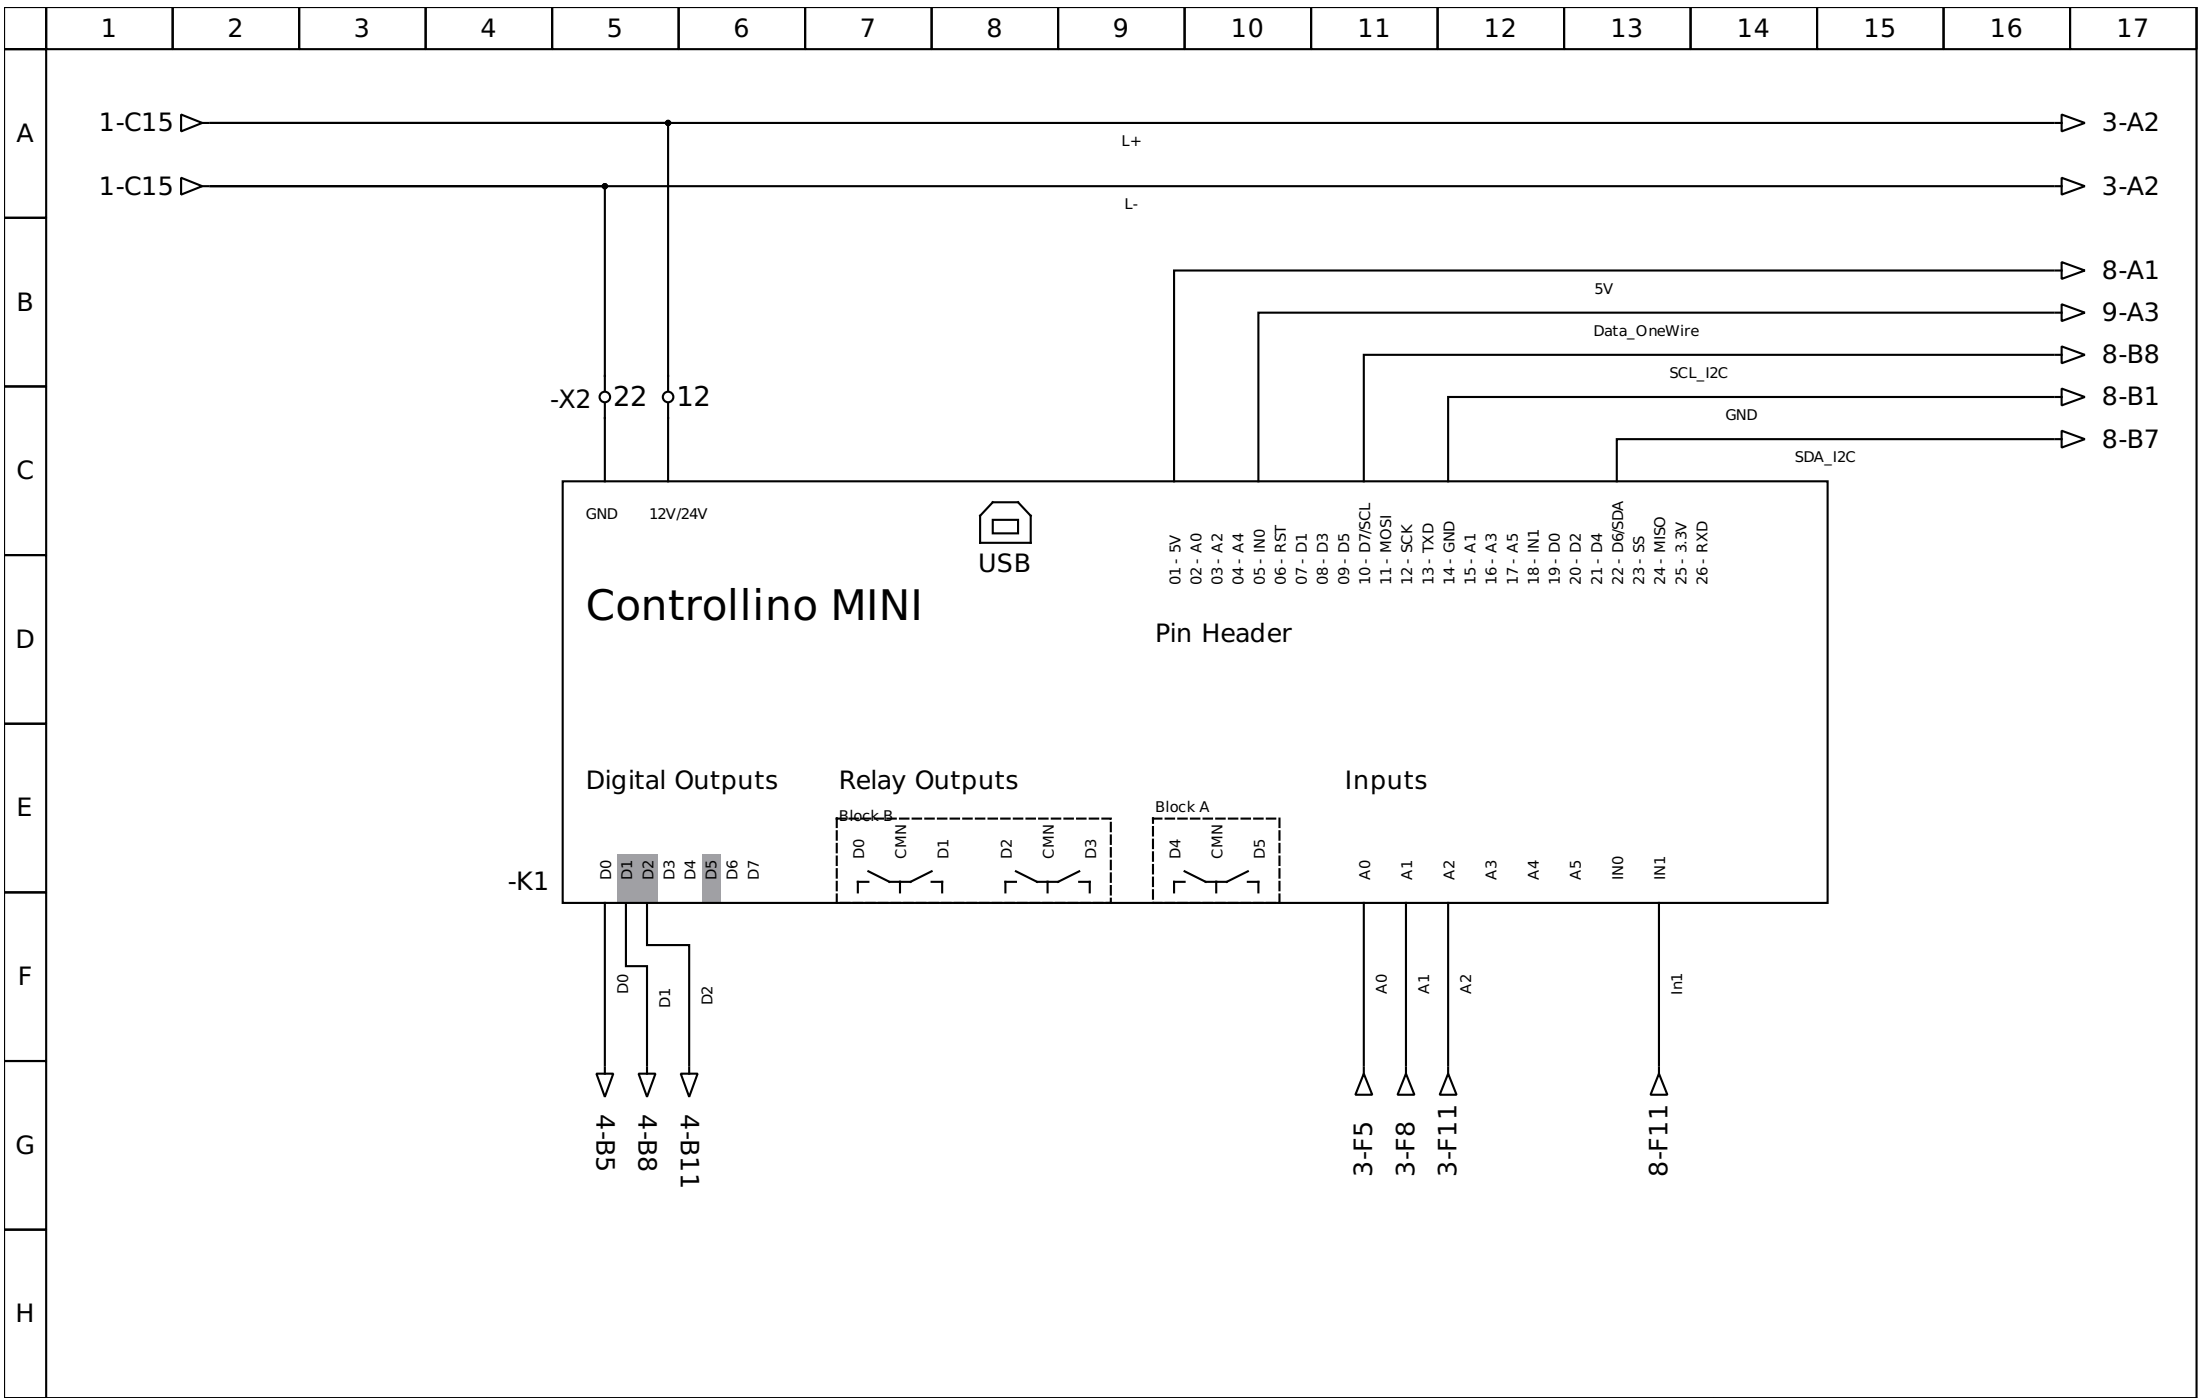 1 2 3 4 5 6 7 8 9 10 11 12 13 14 15 16 17
A
1-C15
3-A2
L+
1-C15
3-A2
L-
B
8-A1
5V
9-A3
Data_OneWire
8-B8
SCL_I2C
-X2 22 12
8-B1
GND
8-B7
SDA_I2C
C
GND 12V/24V
USB
01 - 5V
02 - A0
03 - A2
04 - A4
05 - IN0
06 - RST
07 - D1
08 - D3
09 - D5
10 - D7/SCL
11 - MOSI
12 - SCK
13 - TXD
14 - GND
15 - A1
16 - A3
17 - A5
18 - IN1
19 - D0
20 - D2
21 - D4
22 - D6/SDA
23 - SS
24 - MISO
25 - 3.3V
26 - RXD
Controllino MINI
Pin Header
D
Digital Outputs
Relay Outputs
Inputs
E
Block B
Block A
-K1
D0 D1 D2 D3 D4 D5 D6 D7
D0 CMN D1 D2 CMN D3
D4 CMN D5
A0 A1 A2 A3 A4 A5 IN0 IN1
F
D0 D1 D2
A0 A1 A2 In1
G
4-B5
4-B8
4-B11
3-F5
3-F8
3-F11
8-F11
H